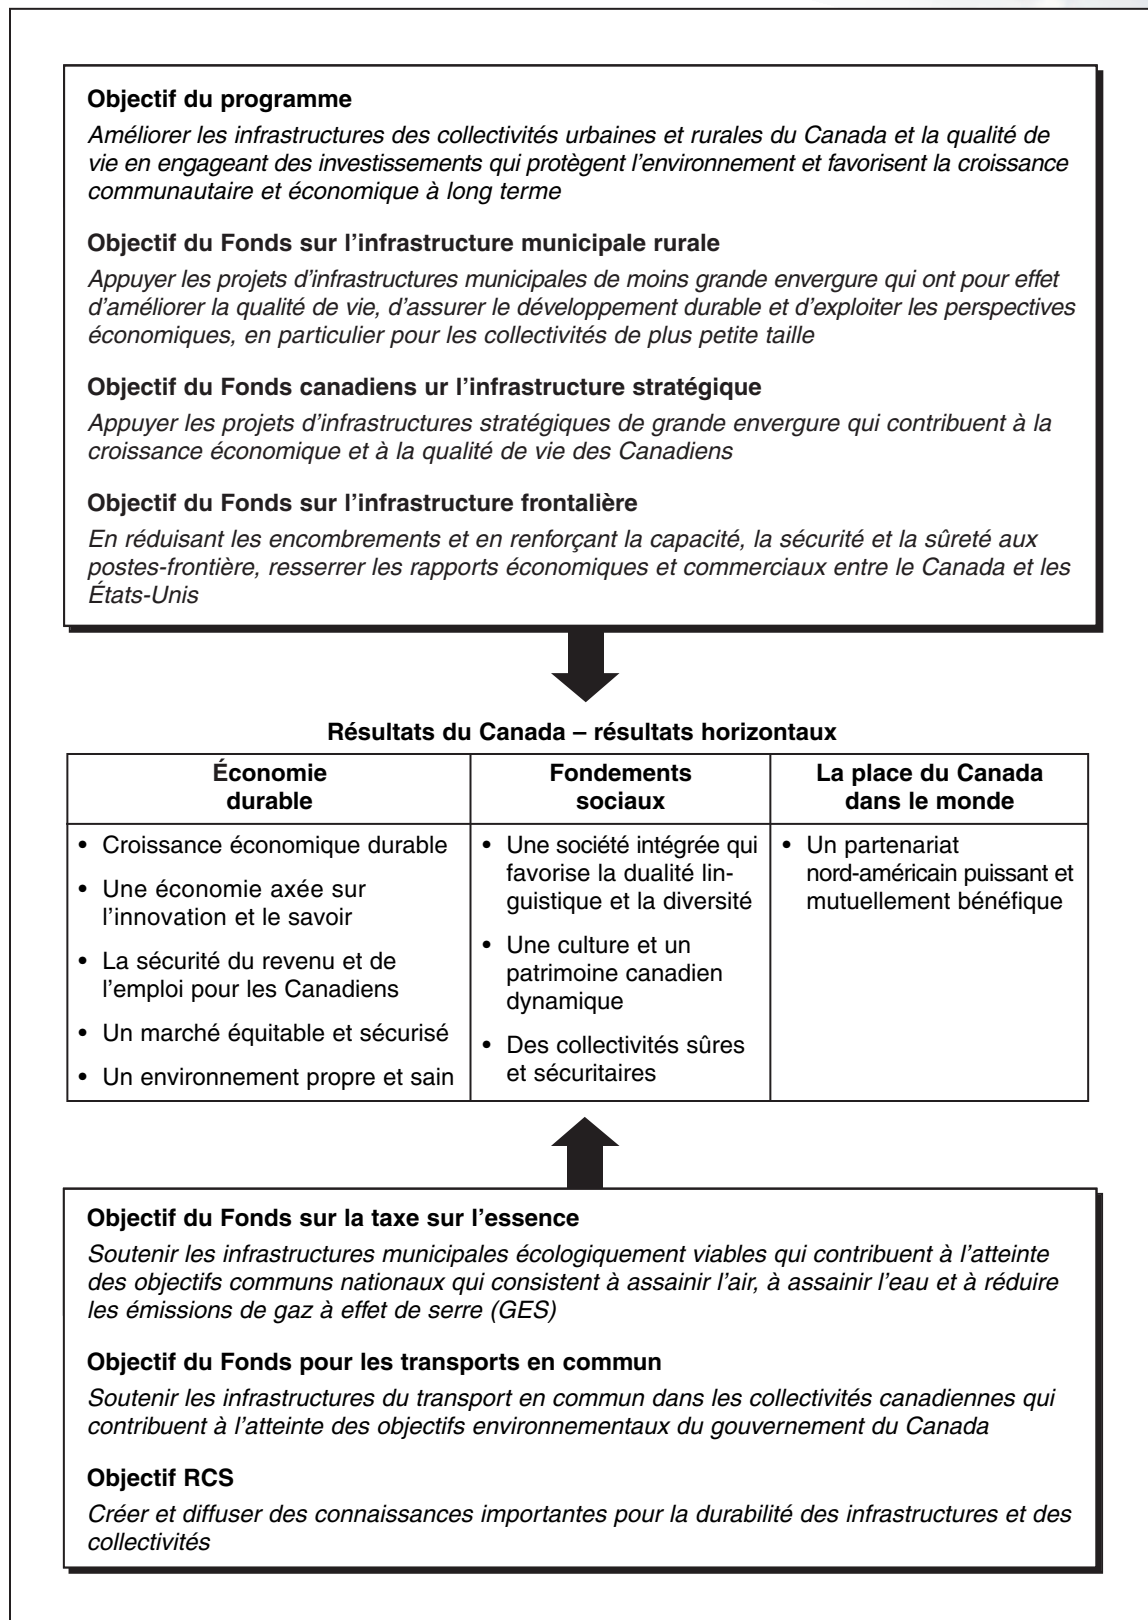 Objectif du programme
Améliorer les infrastructures des collectivités urbaines et rurales du Canada et la qualité de
vie en engageant des investissements qui protègent l'environnement et favorisent la croissance
communautaire et économique à long terme
Objectif du Fonds sur l'infrastructure municipale rurale
Appuyer les projets d'infrastructures municipales de moins grande envergure qui ont pour effet
d'améliorer la qualité de vie, d'assurer le développement durable et d'exploiter les perspectives
économiques, en particulier pour les collectivités de plus petite taille
Objectif du Fonds canadiens ur l'infrastructure stratégique
Appuyer les projets d'infrastructures stratégiques de grande envergure qui contribuent à la
croissance économique et à la qualité de vie des Canadiens
Objectif du Fonds sur l'infrastructure frontalière
En réduisant les encombrements et en renforçant la capacité, la sécurité et la sûreté aux
postes-frontière, resserrer les rapports économiques et commerciaux entre le Canada et les
États-Unis
Résultats du Canada – résultats horizontaux
Économie
durable
Fondements
sociaux
La place du Canada
dans le monde
• Croissance économique durable
• Une économie axée sur
l'innovation et le savoir
• La sécurité du revenu et de
l'emploi pour les Canadiens
• Un marché équitable et sécurisé
• Un environnement propre et sain
• Une société intégrée qui
favorise la dualité lin-
guistique et la diversité
• Une culture et un
patrimoine canadien
dynamique
• Des collectivités sûres
et sécuritaires
• Un partenariat
nord-américain puissant et
mutuellement bénéfique
Objectif du Fonds sur la taxe sur l'essence
Soutenir les infrastructures municipales écologiquement viables qui contribuent à l'atteinte
des objectifs communs nationaux qui consistent à assainir l'air, à assainir l'eau et à réduire
les émissions de gaz à effet de serre (GES)
Objectif du Fonds pour les transports en commun
Soutenir les infrastructures du transport en commun dans les collectivités canadiennes qui
contribuent à l'atteinte des objectifs environnementaux du gouvernement du Canada
Objectif RCS
Créer et diffuser des connaissances importantes pour la durabilité des infrastructures et des
collectivités